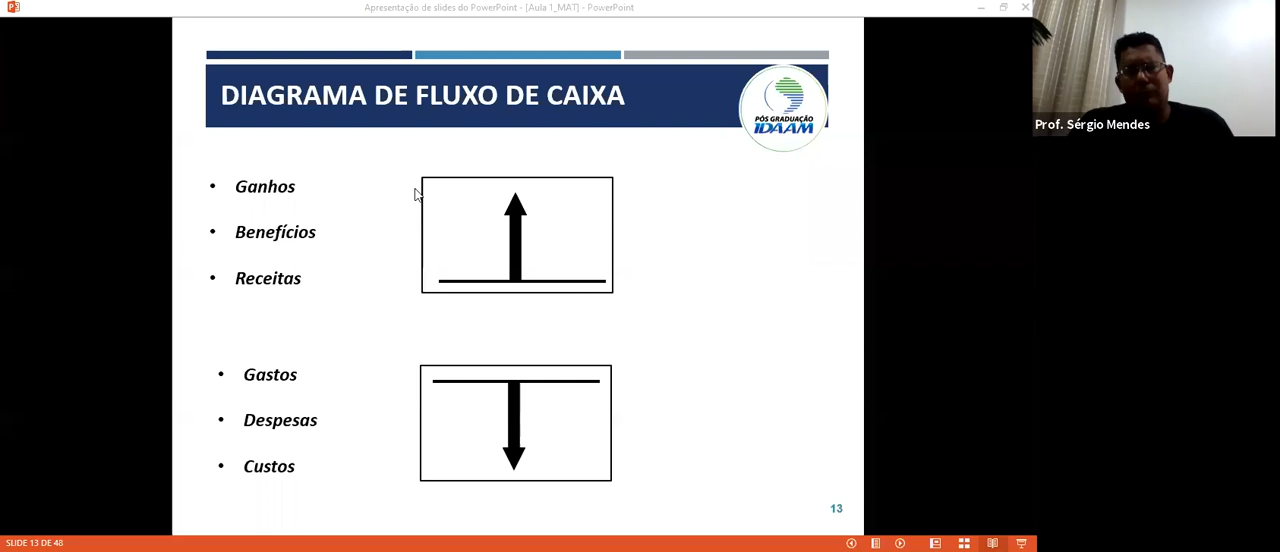 Apresentação de slides do PowerPoint - [Aula 1_MAT] - PowerPoint
DIAGRAMA DE FLUXO DE CAIXA
PÓS GRADUAÇÃO
IDAAM
Prof. Sérgio Mendes
• Ganhos
• Benefícios
• Receitas
• Gastos
• Despesas
• Custos
13
SLIDE 13 DE 48